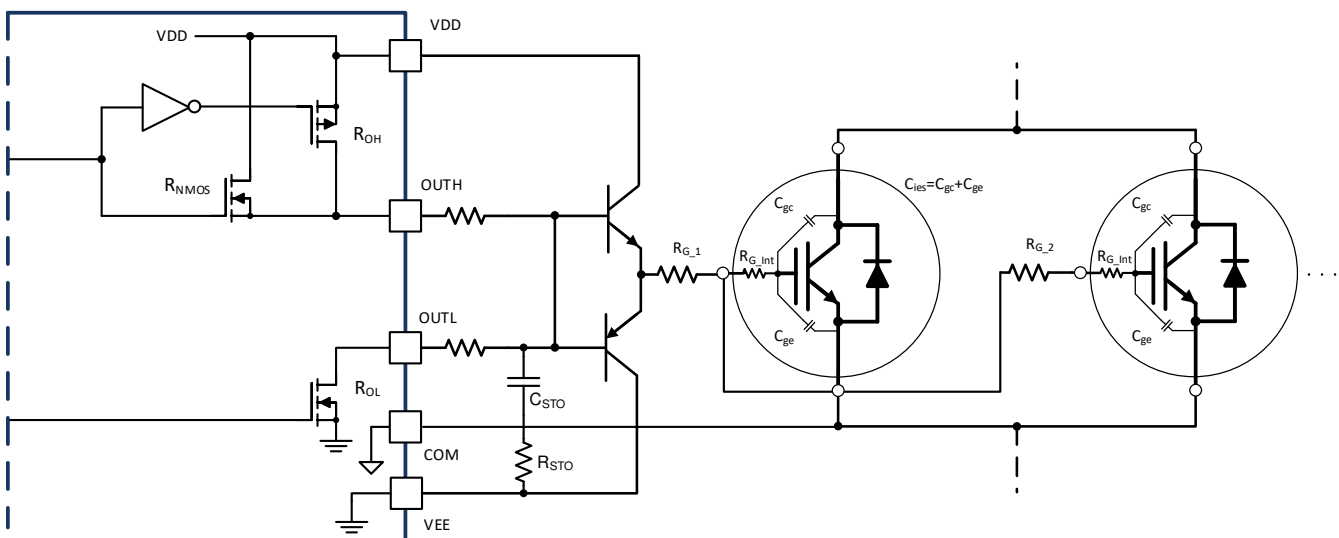 VDD
VDD
R_OH
R_NMOS
OUTH
OUTL
R_OL
COM
VEE
C_STO
R_STO
R_G_1
R_G_Int
C_gc
C_ge
C_ies=C_gc+C_ge
R_G_2
R_G_Int
C_gc
C_ge
. . .